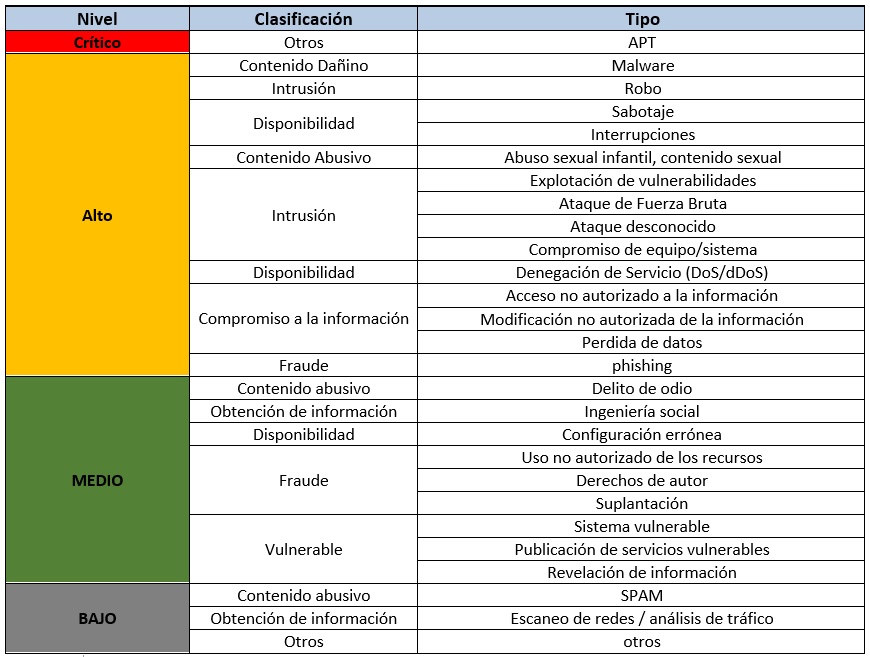 Nivel Clasificación Tipo
Crítico Otros APT
Alto Contenido Dañino Malware
Intrusión Robo
Disponibilidad Sabotaje
Interrupciones
Contenido Abusivo Abuso sexual infantil, contenido sexual
Intrusión Explotación de vulnerabilidades
Ataque de Fuerza Bruta
Ataque desconocido
Compromiso de equipo/sistema
Disponibilidad Denegación de Servicio (DoS/dDoS)
Compromiso a la información Acceso no autorizado a la información
Modificación no autorizada de la información
Perdida de datos
Fraude phishing
MEDIO Contenido abusivo Delito de odio
Obtención de información Ingeniería social
Disponibilidad Configuración errónea
Fraude Uso no autorizado de los recursos
Derechos de autor
Suplantación
Vulnerable Sistema vulnerable
Publicación de servicios vulnerables
Revelación de información
BAJO Contenido abusivo SPAM
Obtención de información Escaneo de redes / análisis de tráfico
Otros otros